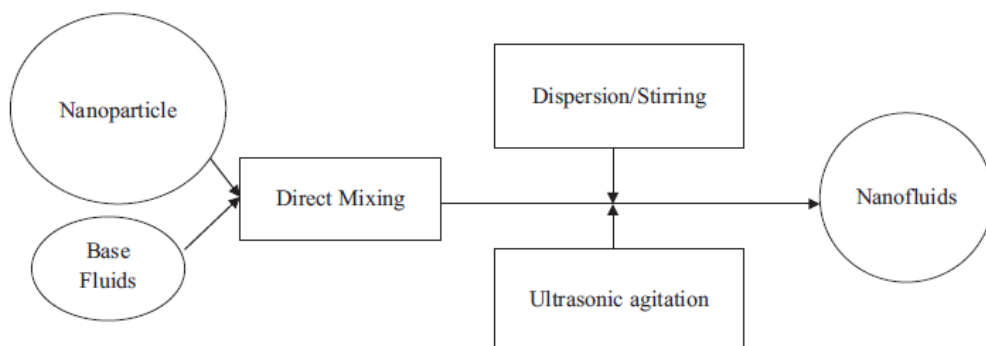 Nanoparticle
Base
Fluids
Direct Mixing
Dispersion/Stirring
Ultrasonic agitation
Nanofluids